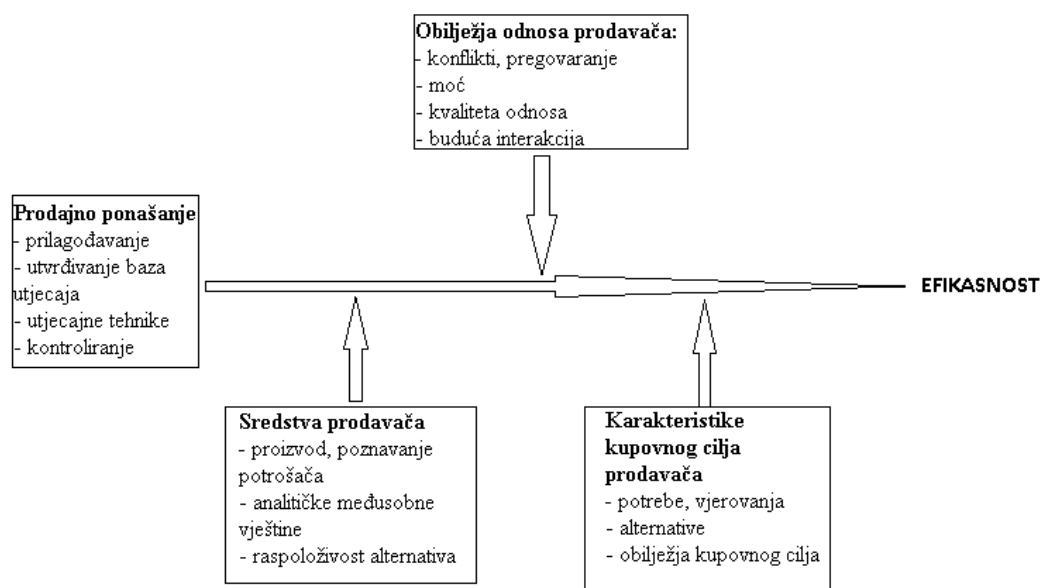 Obilježja odnosa prodavača:
- konflikti, pregovaranje
- moć
- kvaliteta odnosa
- buduća interakcija
Prodajno ponašanje
- prilagođavanje
- utvrđivanje baza
utjecaja
- utjecajne tehnike
- kontroliranje
EFIKASNOST
Sredstva prodavača
- proizvod, poznavanje
potrošača
- analitičke međusobne
vještine
- raspoloživost alternativa
Karakteristike
kupovnog cilja
prodavača
- potrebe, vjerovanja
- alternative
- obilježja kupovnog cilja